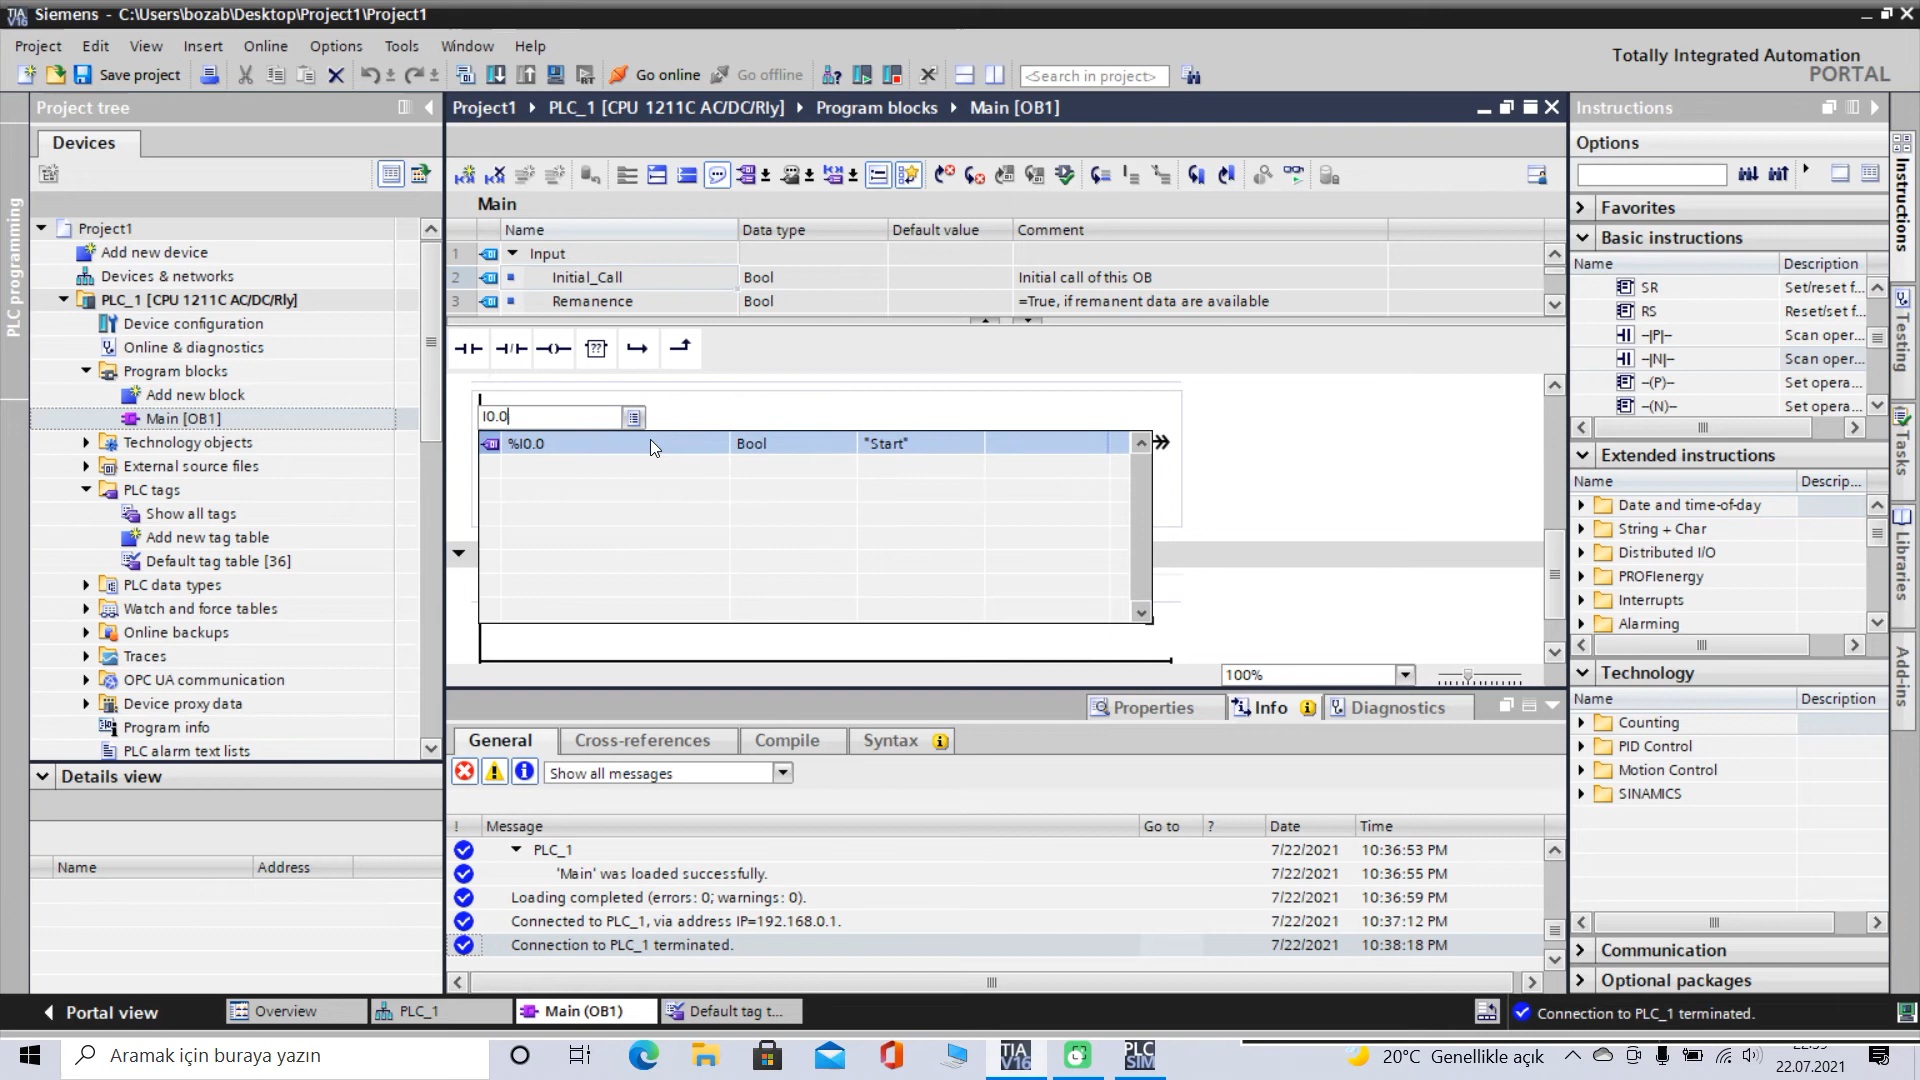 TIA V16 Siemens - C:\Users\bozab\Desktop\Project1\Project1
Project Edit View Insert Online Options Tools Window Help
Totally Integrated Automation
PORTAL
Save project
Go online
Go offline
<Search in project>
Project tree
Project1 PLC_1 [CPU 1211C AC/DC/Rly] Program blocks Main [OB1]
Instructions
Devices
Options
PLC programming
Main
Name Data type Default value Comment
1 Input
2 Initial_Call Bool Initial call of this OB
3 Remanence Bool =True, if remanent data are available
Project1
Add new device
Devices & networks
PLC_1 [CPU 1211C AC/DC/Rly]
Device configuration
Online & diagnostics
Program blocks
Add new block
Main [OB1]
Technology objects
External source files
PLC tags
Show all tags
Add new tag table
Default tag table [36]
PLC data types
Watch and force tables
Online backups
Traces
OPC UA communication
Device proxy data
Program info
PLC alarm text lists
Details view
Name Address
??
I0.0
%I0.0 Bool "Start"
100%
Properties Info Diagnostics
General Cross-references Compile Syntax
Show all messages
! Message Go to ? Date Time
PLC_1 7/22/2021 10:36:53 PM
'Main' was loaded successfully. 7/22/2021 10:36:55 PM
Loading completed (errors: 0; warnings: 0). 7/22/2021 10:36:59 PM
Connected to PLC_1, via address IP=192.168.0.1. 7/22/2021 10:37:12 PM
Connection to PLC_1 terminated. 7/22/2021 10:38:18 PM
Favorites
Basic instructions
Name Description
SR Set/reset f...
RS Reset/set f...
-|P|- Scan oper...
-|N|- Scan oper...
-(P)- Set opera...
-(N)- Set opera...
Extended instructions
Name Descrip...
Date and time-of-day
String + Char
Distributed I/O
PROFIenergy
Interrupts
Alarming
Technology
Name Description
Counting
PID Control
Motion Control
SINAMICS
Communication
Optional packages
Instructions
Testing
Tasks
Libraries
Add-ins
Portal view
Overview
PLC_1
Main (OB1)
Default tag t...
Connection to PLC_1 terminated.
Aramak için buraya yazın
TIA V16
PLC SIM
20°C Genellikle açık
22.07.2021